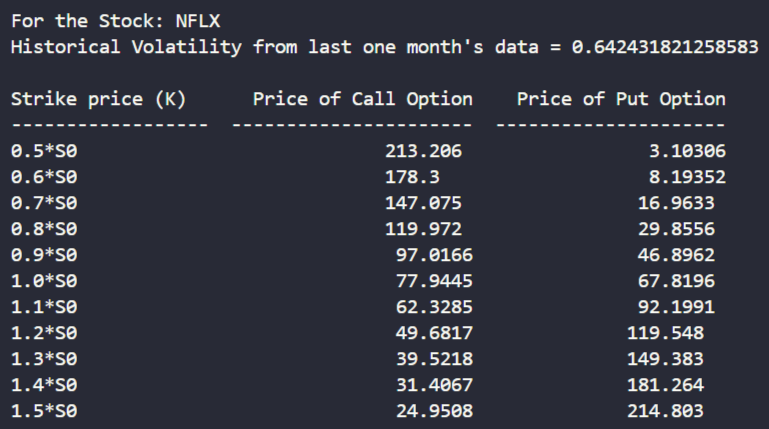 For the Stock: NFLX
Historical Volatility from last one month's data = 0.642431821258583
Strike price (K)    Price of Call Option    Price of Put Option
------------------  ----------------------  ---------------------
0.5*S0    213.206    3.10306
0.6*S0    178.3    8.19352
0.7*S0    147.075    16.9633
0.8*S0    119.972    29.8556
0.9*S0    97.0166    46.8962
1.0*S0    77.9445    67.8196
1.1*S0    62.3285    92.1991
1.2*S0    49.6817    119.548
1.3*S0    39.5218    149.383
1.4*S0    31.4067    181.264
1.5*S0    24.9508    214.803